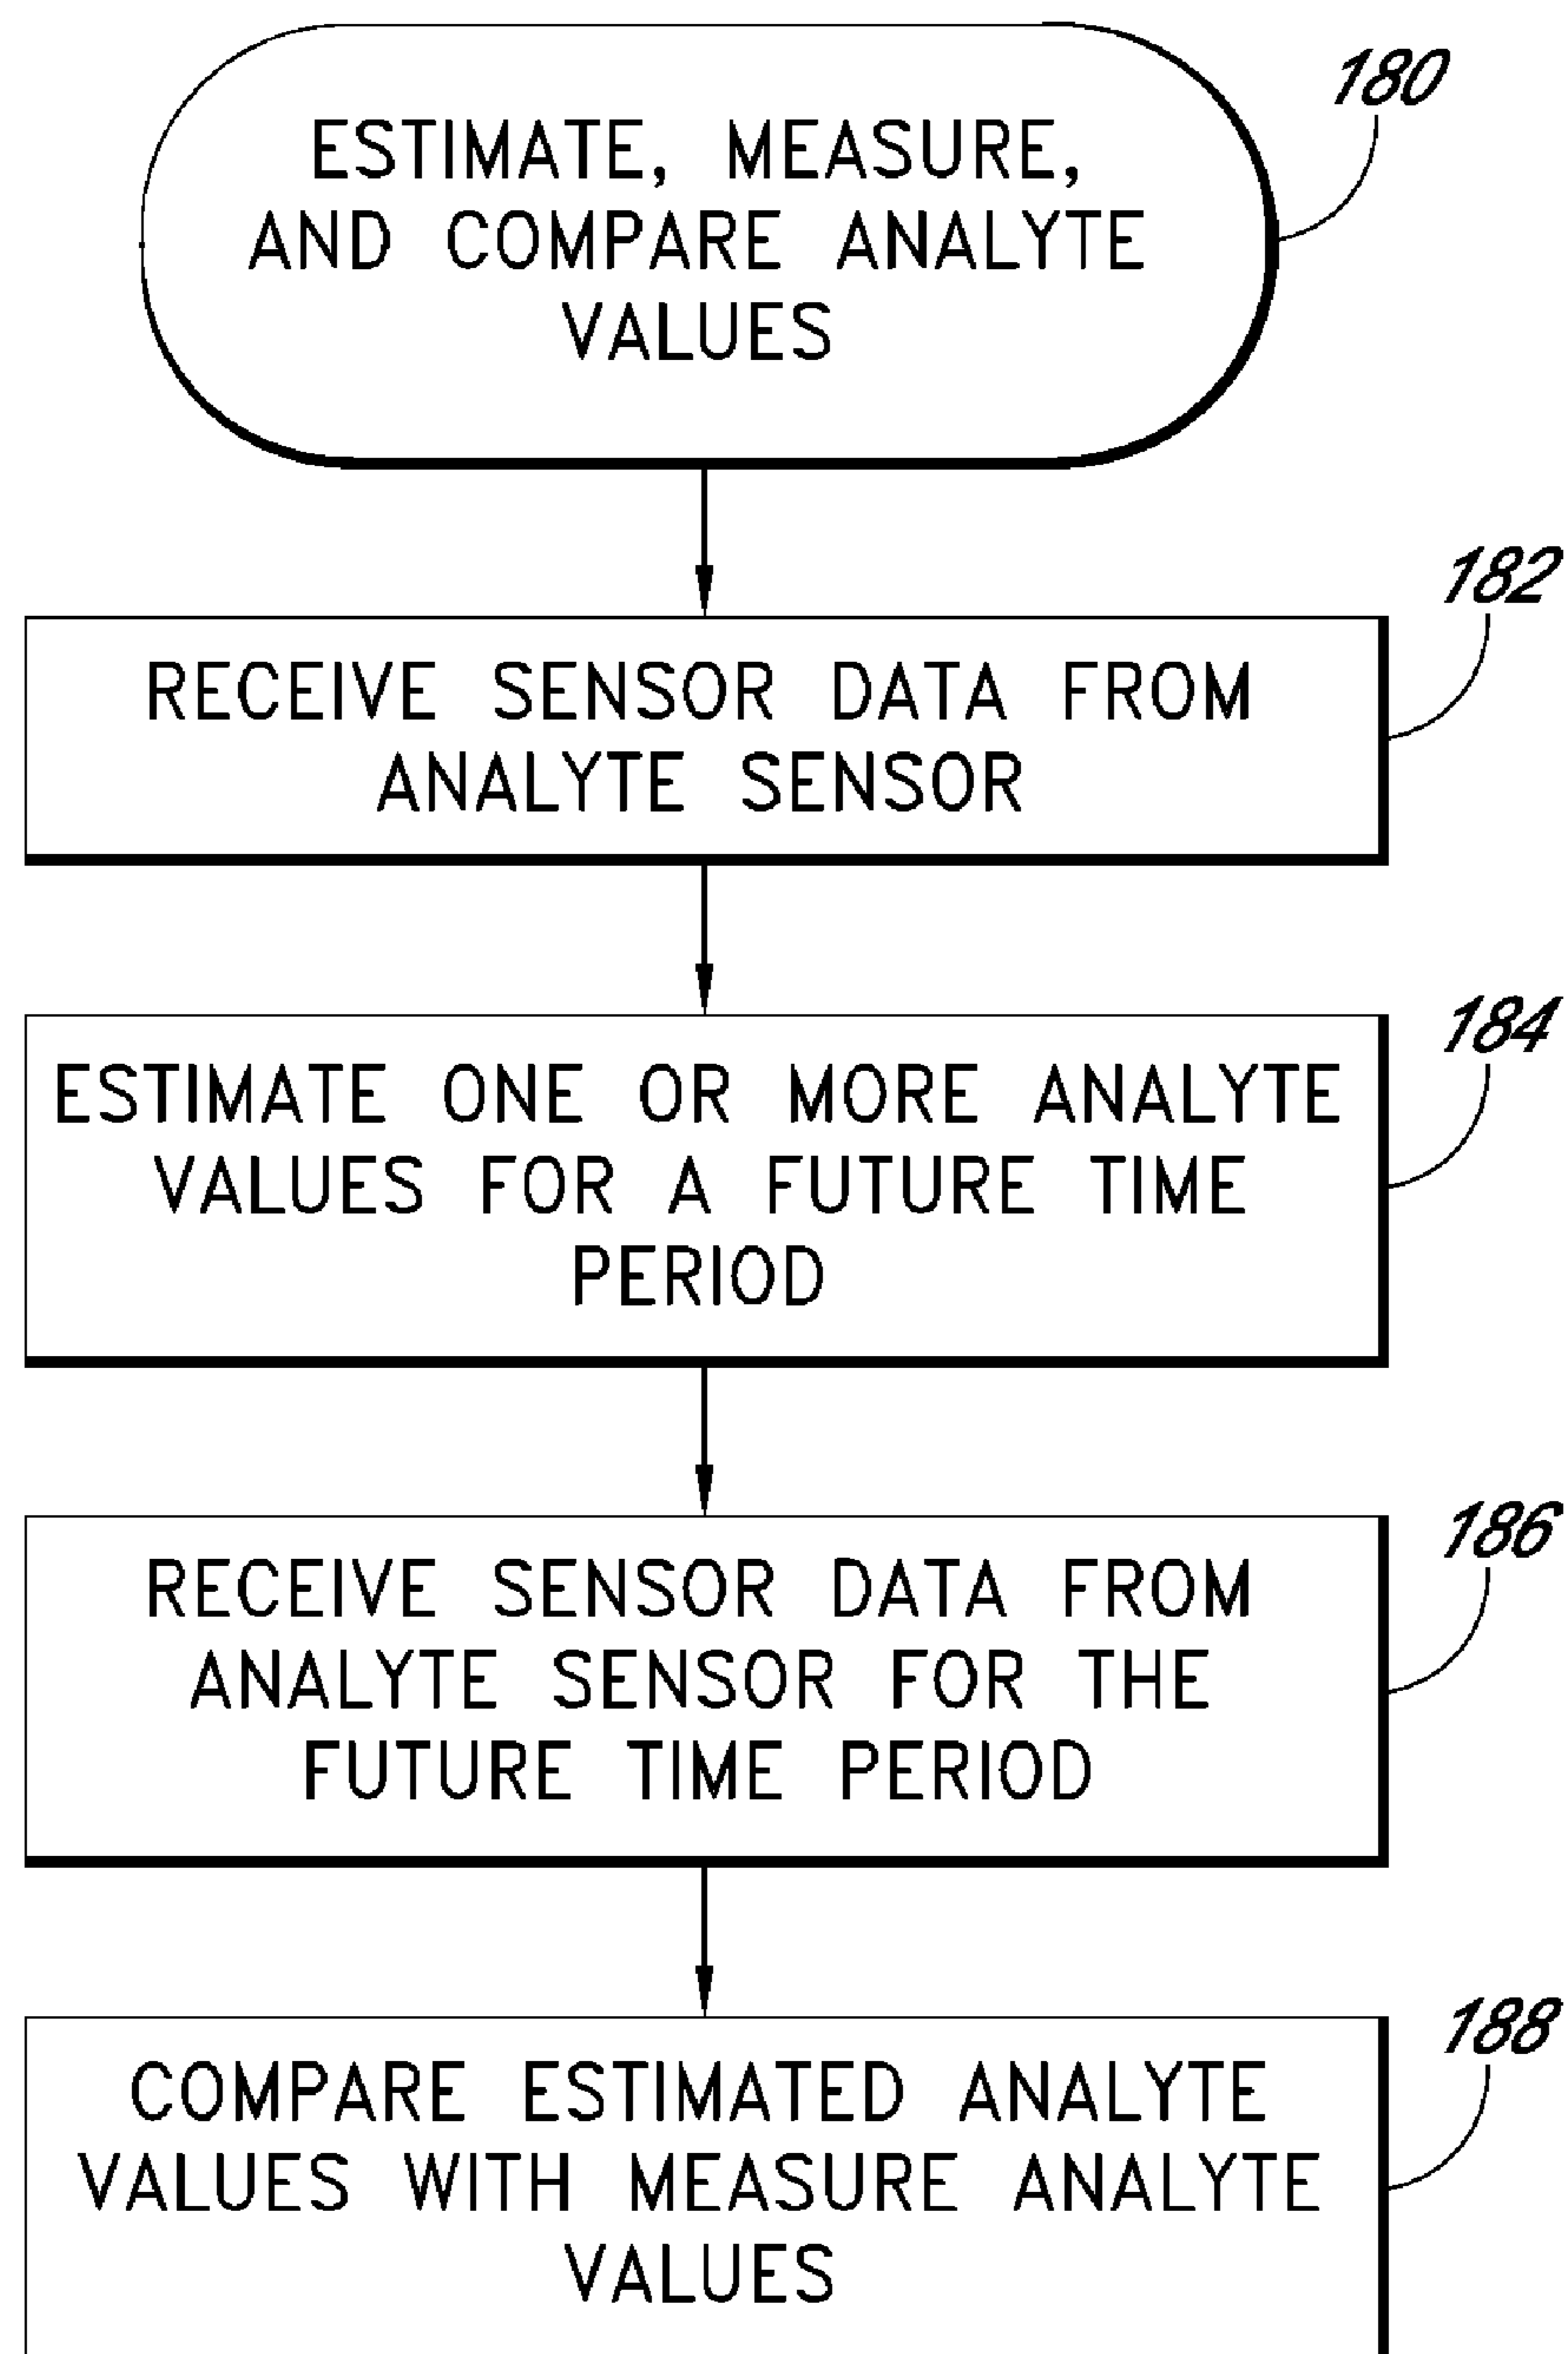 180
ESTIMATE, MEASURE,
AND COMPARE ANALYTE
VALUES
182
RECEIVE SENSOR DATA FROM
ANALYTE SENSOR
184
ESTIMATE ONE OR MORE ANALYTE
VALUES FOR A FUTURE TIME
PERIOD
186
RECEIVE SENSOR DATA FROM
ANALYTE SENSOR FOR THE
FUTURE TIME PERIOD
188
COMPARE ESTIMATED ANALYTE
VALUES WITH MEASURE ANALYTE
VALUES